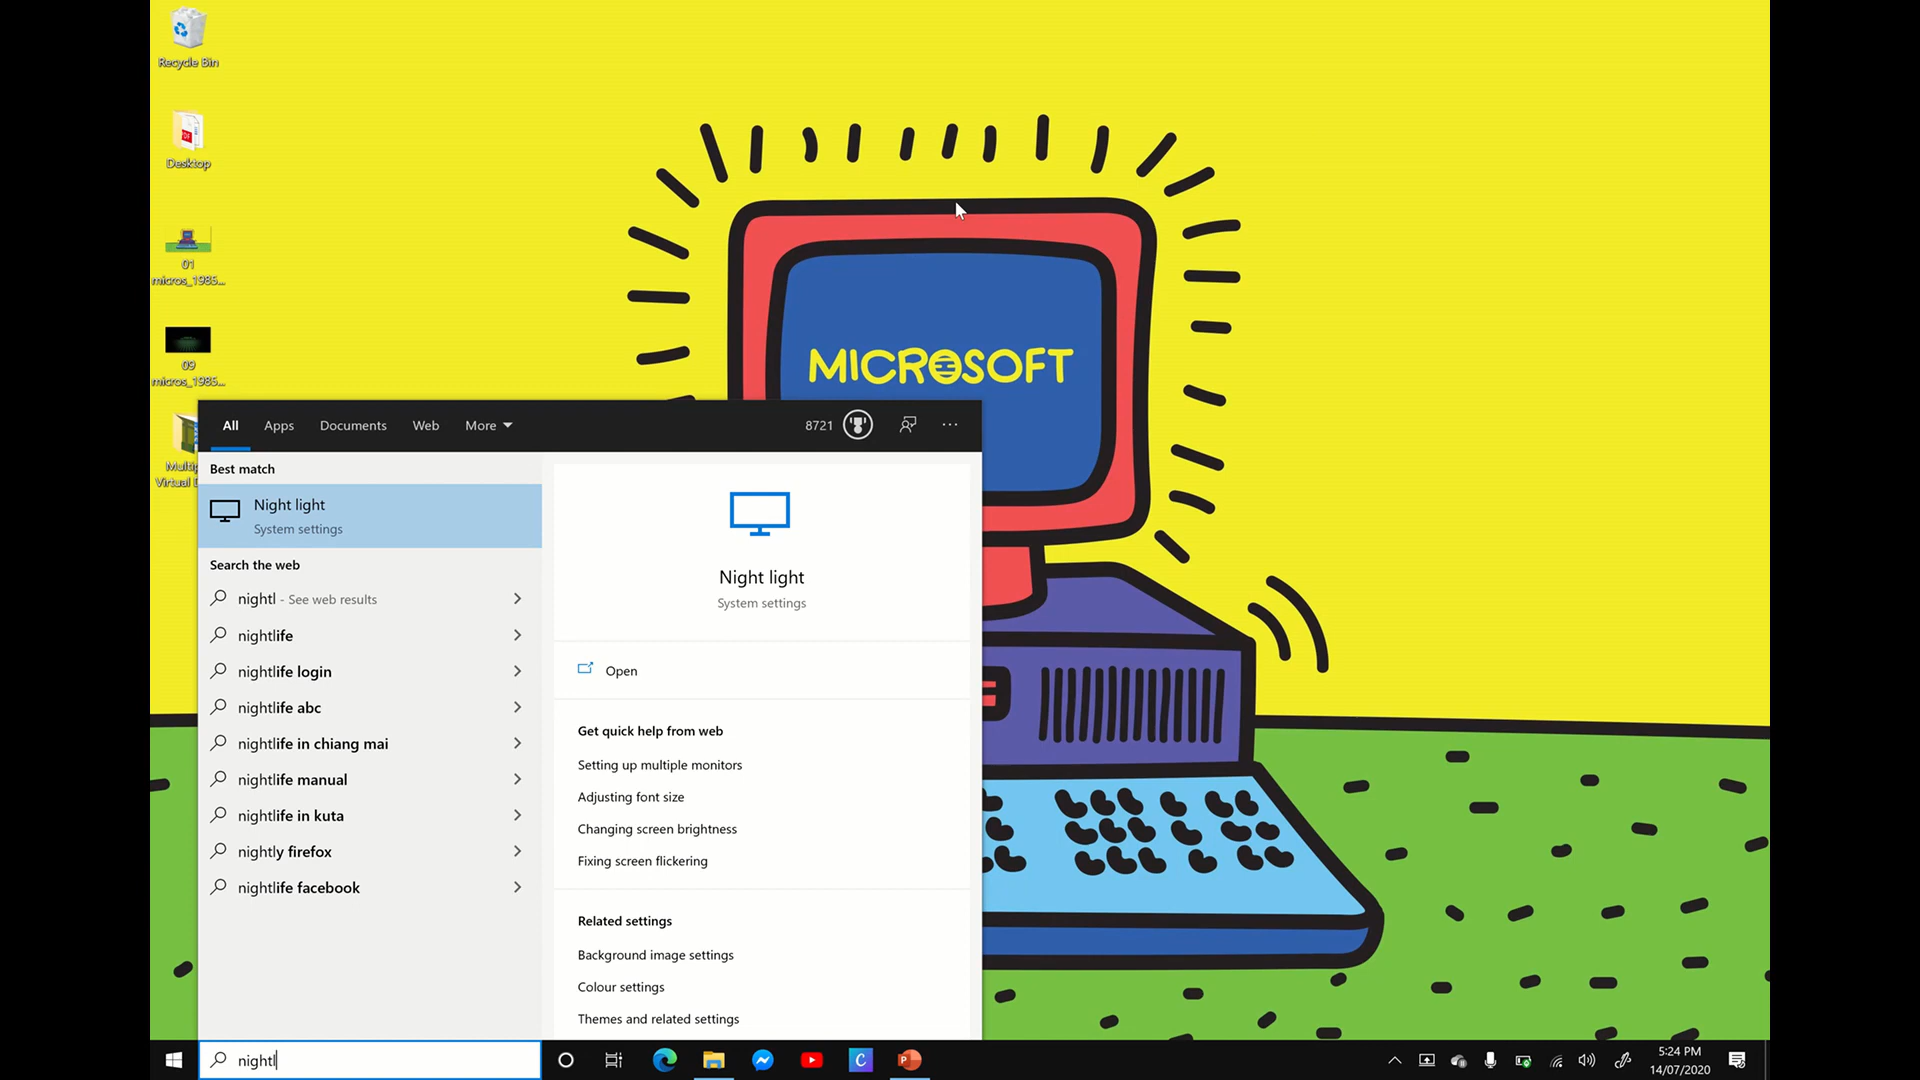 Recycle Bin
Desktop
01
micros_1985...
09
micros_1985...
MICROSOFT
All Apps Documents Web More
8721
Best match
Night light
System settings
Search the web
nightl - See web results
nightlife
nightlife login
nightlife abc
nightlife in chiang mai
nightlife manual
nightlife in kuta
nightly firefox
nightlife facebook
Night light
System settings
Open
Get quick help from web
Setting up multiple monitors
Adjusting font size
Changing screen brightness
Fixing screen flickering
Related settings
Background image settings
Colour settings
Themes and related settings
nightl
5:24 PM
14/07/2020